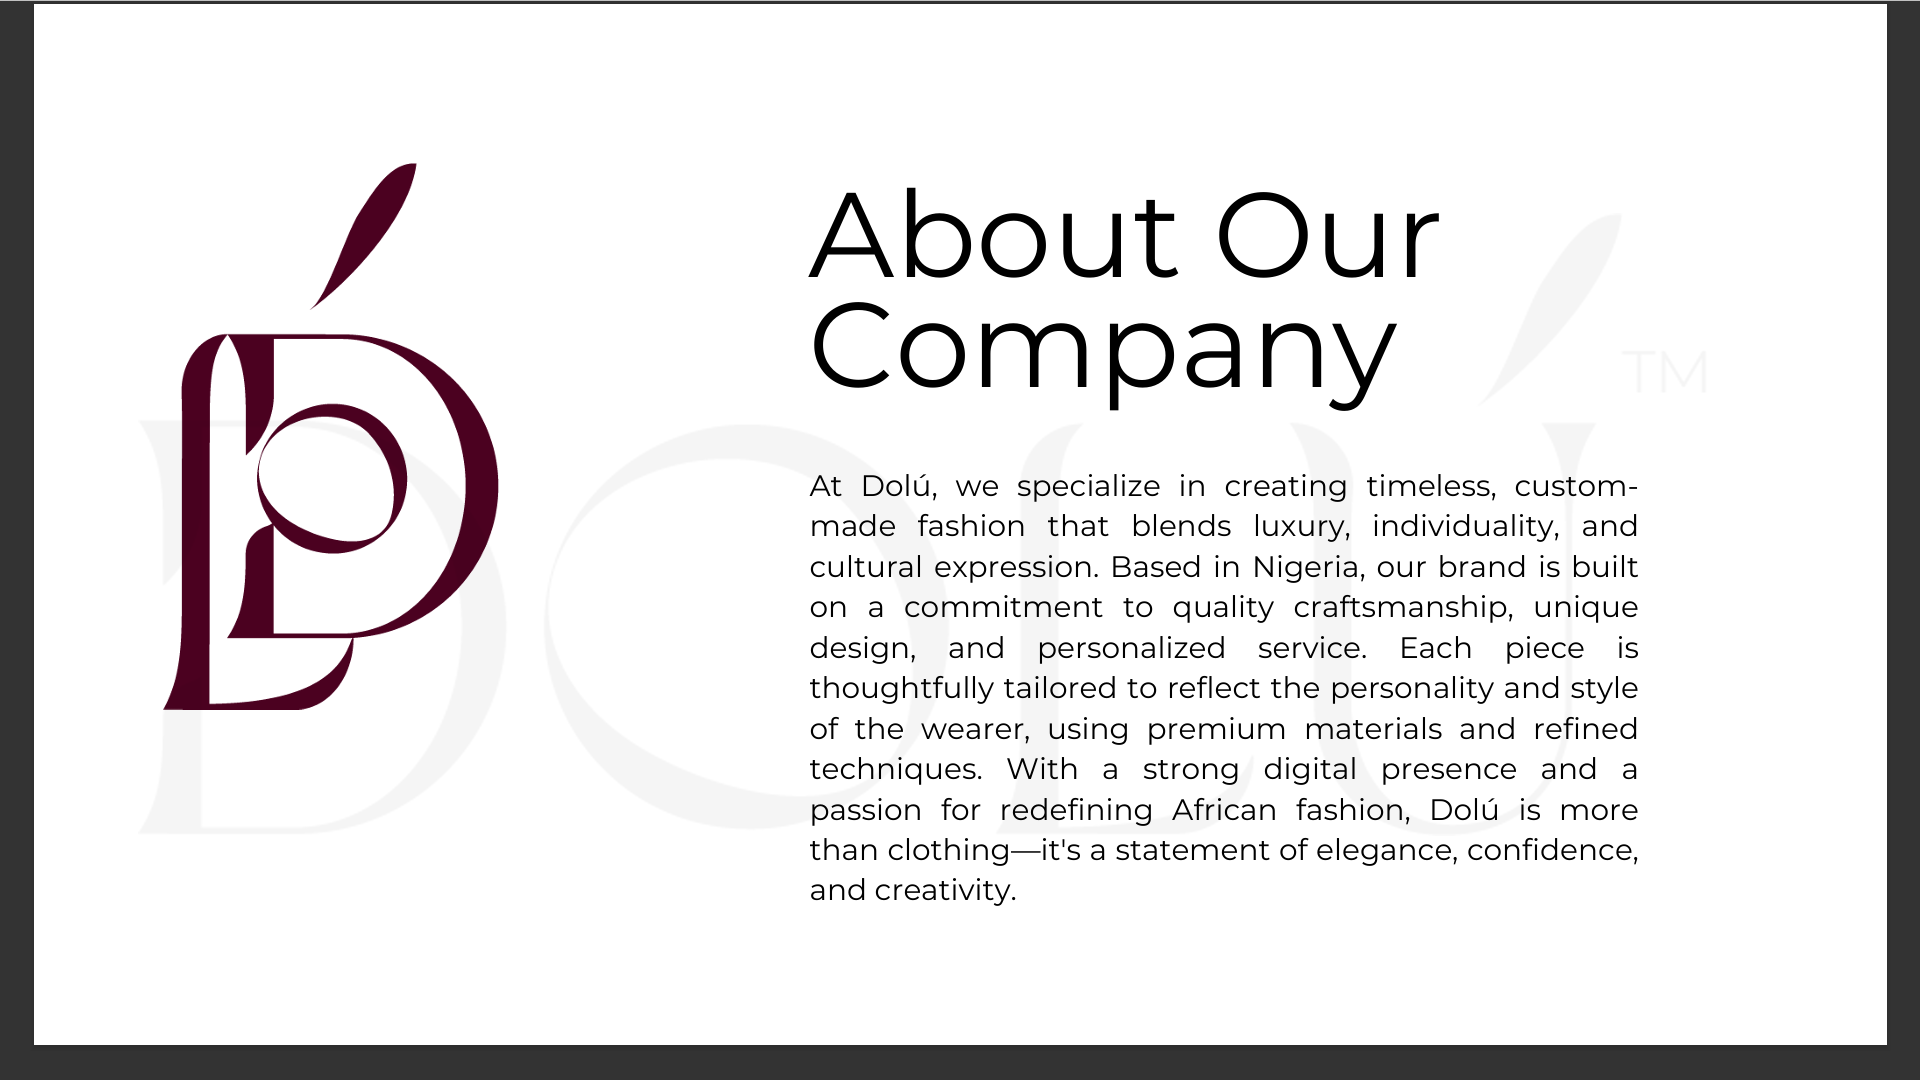 About Our
Company
At Dolú, we specialize in creating timeless, custom-
made fashion that blends luxury, individuality, and
cultural expression. Based in Nigeria, our brand is built
on a commitment to quality craftsmanship, unique
design, and personalized service. Each piece is
thoughtfully tailored to reflect the personality and style
of the wearer, using premium materials and refined
techniques. With a strong digital presence and a
passion for redefining African fashion, Dolú is more
than clothing—it's a statement of elegance, confidence,
and creativity.
DOLÚ TM